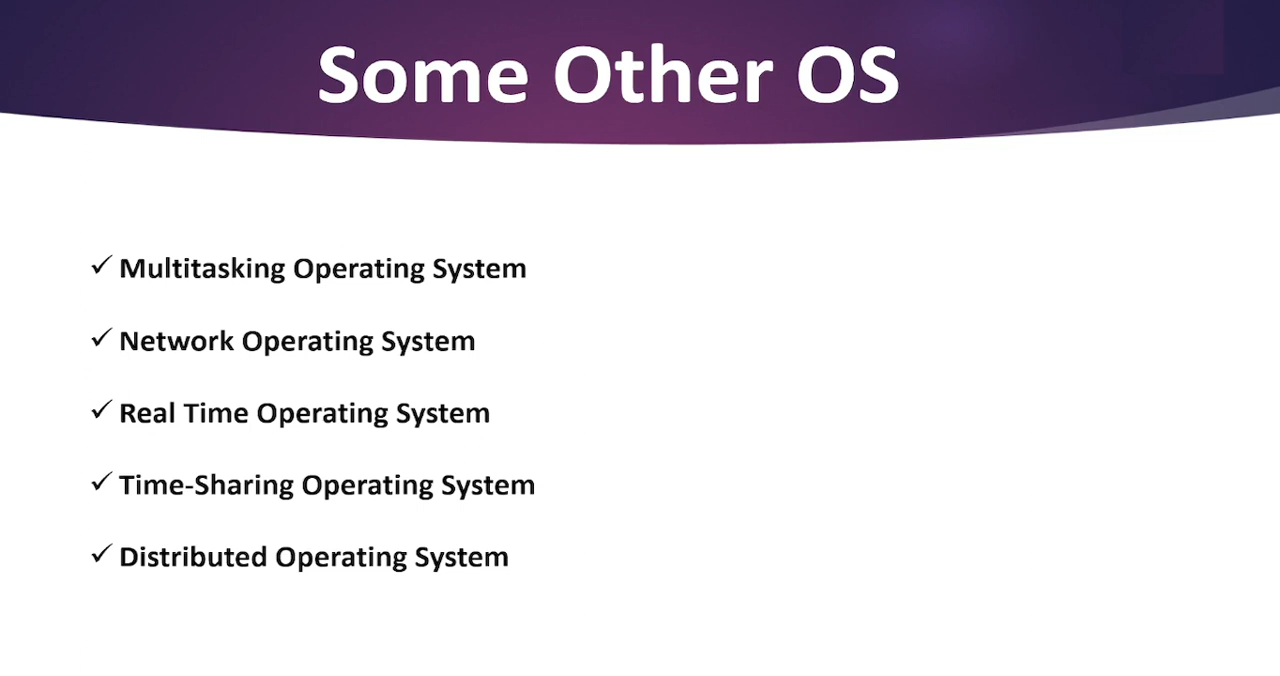 Some Other OS
✓ Multitasking Operating System
✓ Network Operating System
✓ Real Time Operating System
✓ Time-Sharing Operating System
✓ Distributed Operating System